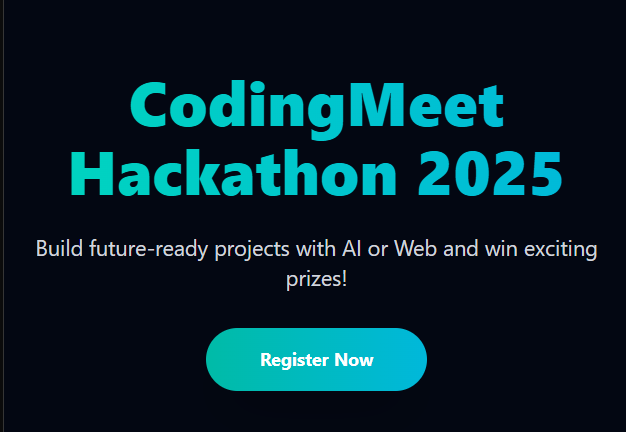 CodingMeet
Hackathon 2025
Build future-ready projects with AI or Web and win exciting
prizes!
Register Now